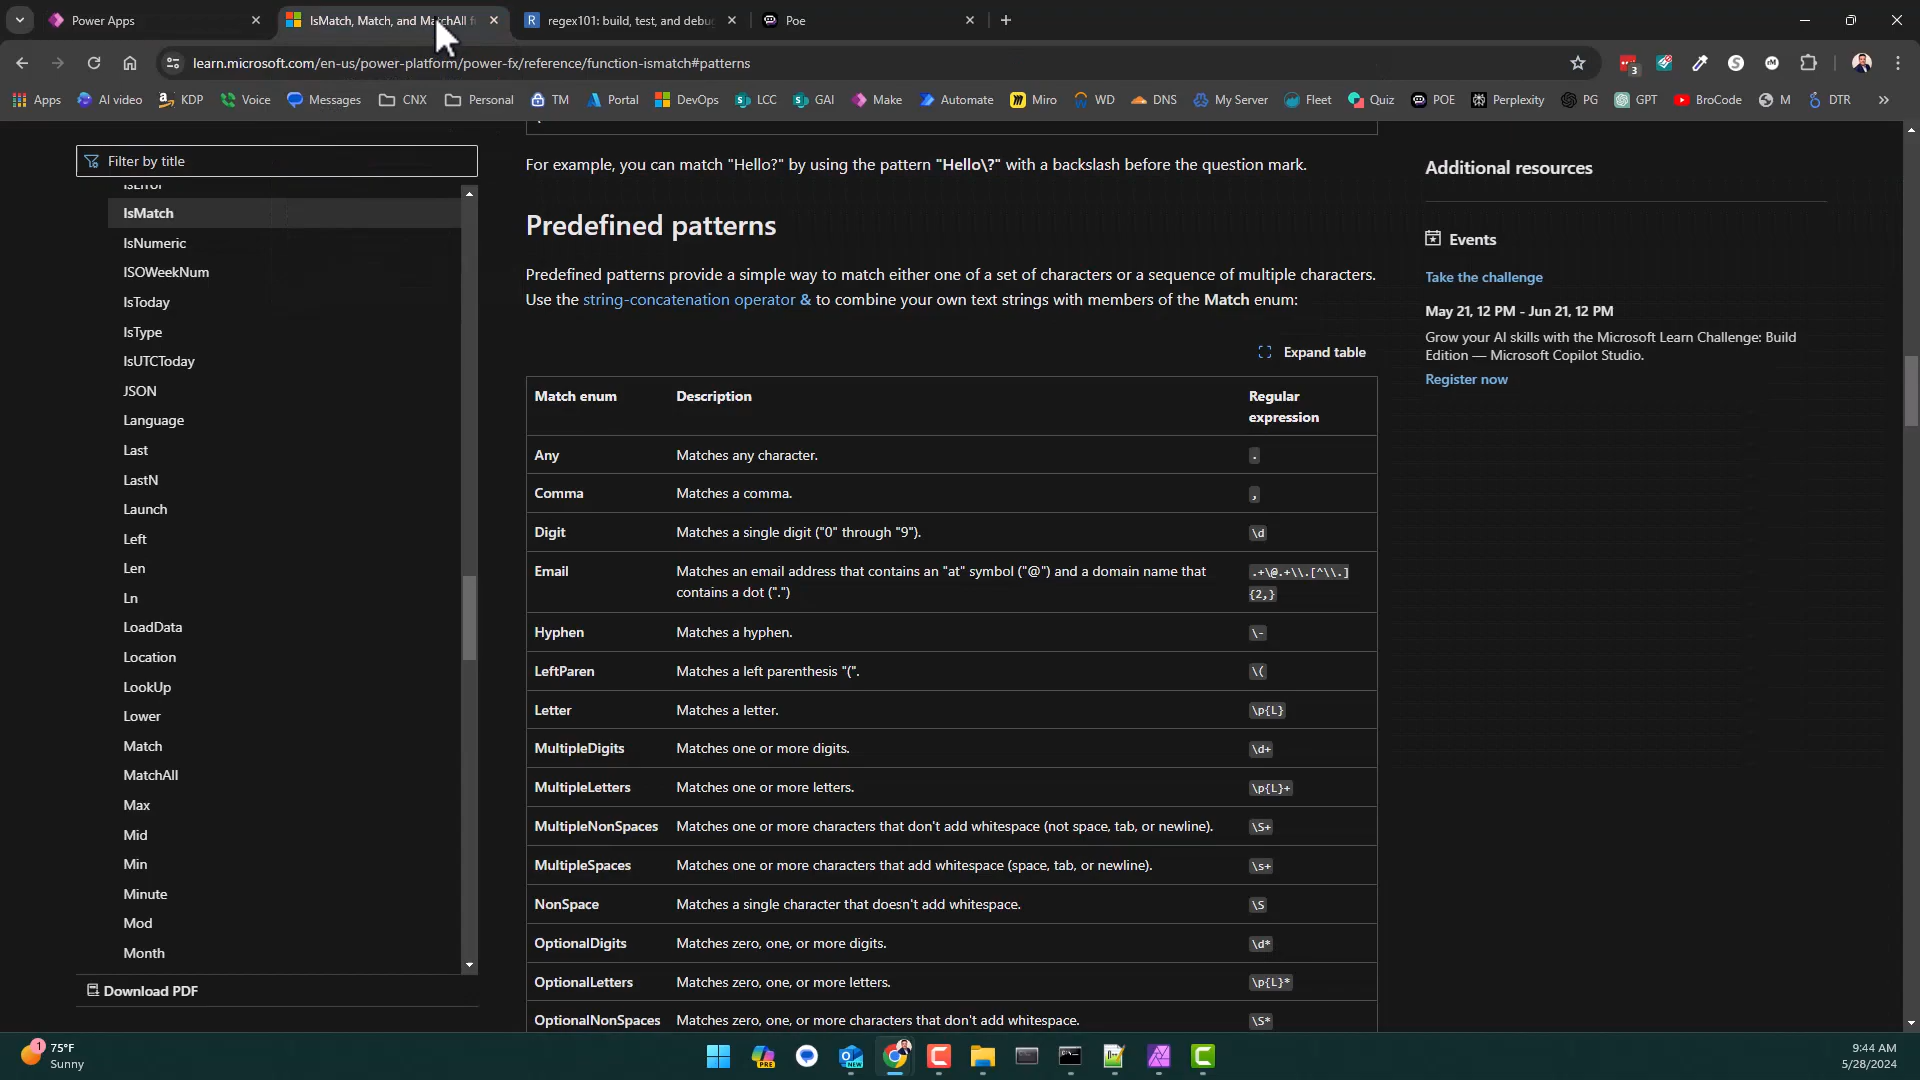 Power Apps
IsMatch, Match, and MatchAll f
regex101: build, test, and debu
Poe
learn.microsoft.com/en-us/power-platform/power-fx/reference/function-ismatch#patterns
3
Apps
AI video
KDP
Voice
Messages
CNX
Personal
TM
Portal
DevOps
LCC
GAI
Make
Automate
Miro
WD
DNS
My Server
Fleet
Quiz
POE
Perplexity
PG
GPT
BroCode
M
DTR
Filter by title
IsError
IsMatch
IsNumeric
ISOWeekNum
IsToday
IsType
IsUTCToday
JSON
Language
Last
LastN
Launch
Left
Len
Ln
LoadData
Location
LookUp
Lower
Match
MatchAll
Max
Mid
Min
Minute
Mod
Month
Download PDF
For example, you can match "Hello?" by using the pattern "Hello\?" with a backslash before the question mark.
Predefined patterns
Predefined patterns provide a simple way to match either one of a set of characters or a sequence of multiple characters.
Use the string-concatenation operator & to combine your own text strings with members of the Match enum:
Expand table
Match enum Description Regular
expression
Any Matches any character. .
Comma Matches a comma. ,
Digit Matches a single digit ("0" through "9"). \d
Email Matches an email address that contains an "at" symbol ("@") and a domain name that .+\@.+\\.[^\\.]
contains a dot (".") {2,}
Hyphen Matches a hyphen. \-
LeftParen Matches a left parenthesis "(". \(
Letter Matches a letter. \p{L}
MultipleDigits Matches one or more digits. \d+
MultipleLetters Matches one or more letters. \p{L}+
MultipleNonSpaces Matches one or more characters that don't add whitespace (not space, tab, or newline). \S+
MultipleSpaces Matches one or more characters that add whitespace (space, tab, or newline). \s+
NonSpace Matches a single character that doesn't add whitespace. \S
OptionalDigits Matches zero, one, or more digits. \d*
OptionalLetters Matches zero, one, or more letters. \p{L}*
OptionalNonSpaces Matches zero, one, or more characters that don't add whitespace. \S*
Additional resources
Events
Take the challenge
May 21, 12 PM - Jun 21, 12 PM
Grow your AI skills with the Microsoft Learn Challenge: Build
Edition — Microsoft Copilot Studio.
Register now
1
75°F
Sunny
PRE
NEW
9:44 AM
5/28/2024